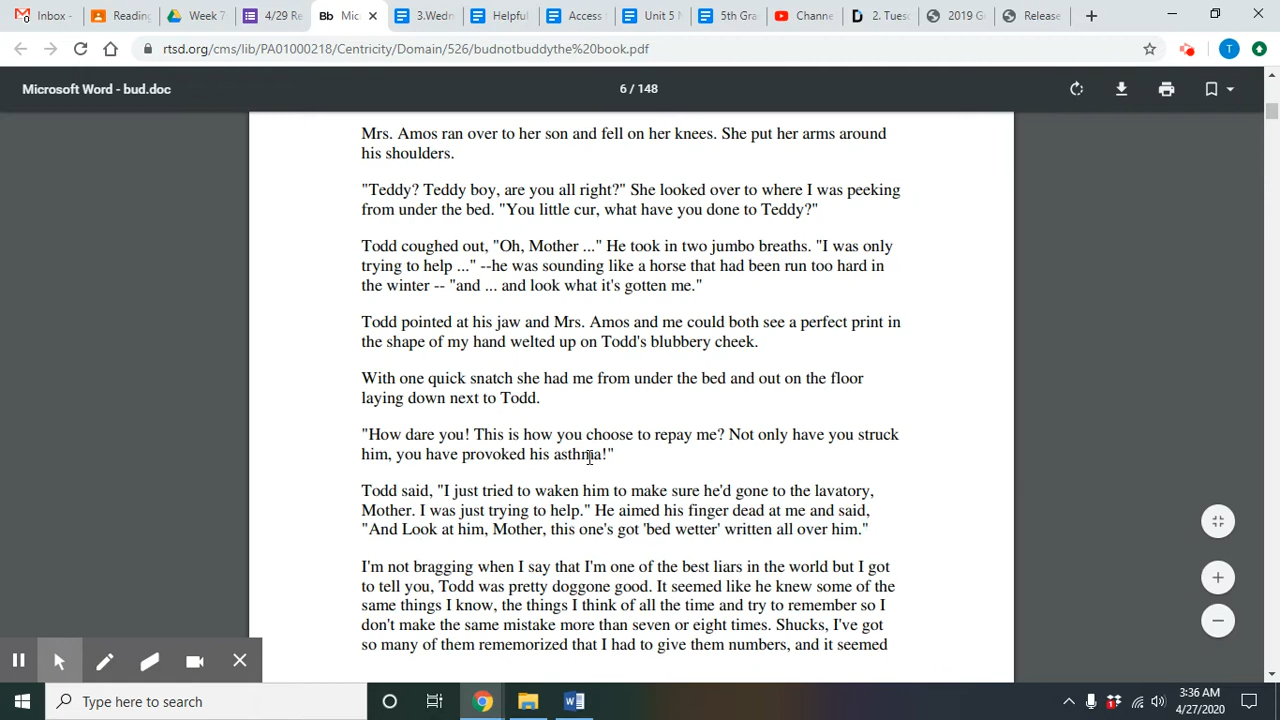 Inbox -
Reading
Week 7
4/29 Re
Mic
3.Wedn
Helpful
Access
Unit 5 N
5th Gra
Channe
2. Tuesd
2019 G
Release
rtsd.org/cms/lib/PA01000218/Centricity/Domain/526/budnotbuddythe%20book.pdf
T
Microsoft Word - bud.doc
6 / 148
Mrs. Amos ran over to her son and fell on her knees. She put her arms around
his shoulders.
"Teddy? Teddy boy, are you all right?" She looked over to where I was peeking
from under the bed. "You little cur, what have you done to Teddy?"
Todd coughed out, "Oh, Mother ..." He took in two jumbo breaths. "I was only
trying to help ..." --he was sounding like a horse that had been run too hard in
the winter -- "and ... and look what it's gotten me."
Todd pointed at his jaw and Mrs. Amos and me could both see a perfect print in
the shape of my hand welted up on Todd's blubbery cheek.
With one quick snatch she had me from under the bed and out on the floor
laying down next to Todd.
"How dare you! This is how you choose to repay me? Not only have you struck
him, you have provoked his asthma!"
Todd said, "I just tried to waken him to make sure he'd gone to the lavatory,
Mother. I was just trying to help." He aimed his finger dead at me and said,
"And Look at him, Mother, this one's got 'bed wetter' written all over him."
I'm not bragging when I say that I'm one of the best liars in the world but I got
to tell you, Todd was pretty doggone good. It seemed like he knew some of the
same things I know, the things I think of all the time and try to remember so I
don't make the same mistake more than seven or eight times. Shucks, I've got
so many of them rememorized that I had to give them numbers, and it seemed
Type here to search
3:36 AM
4/27/2020